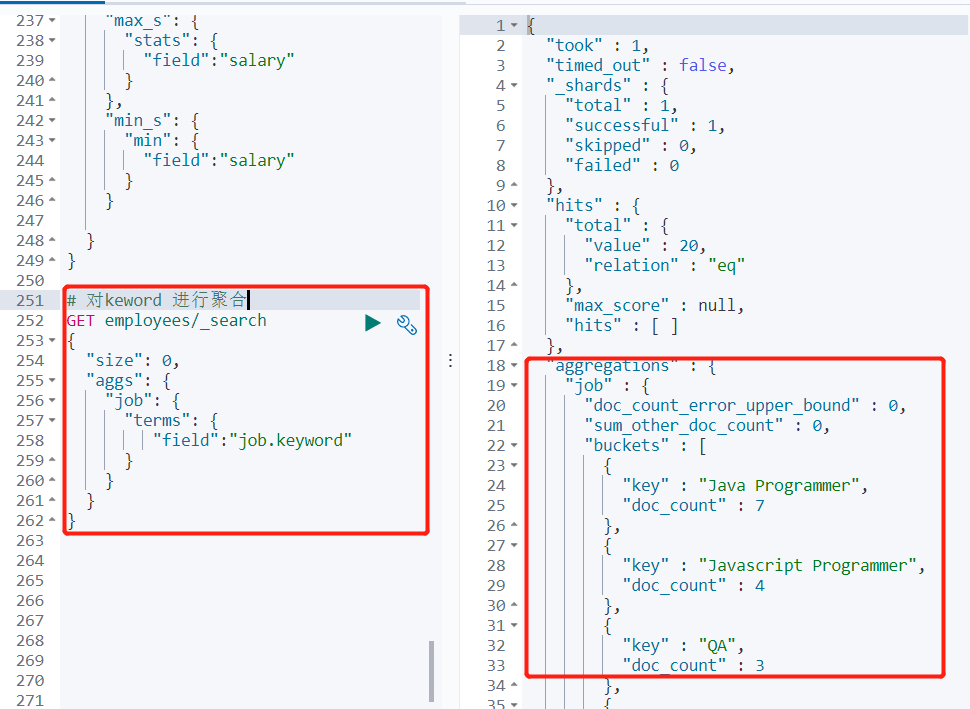 237 "max_s": {
238 "stats": {
239 "field":"salary"
240 }
241 },
242 "min_s": {
243 "min": {
244 "field":"salary"
245 }
246 }
247
248 }
249 }
250
251 # 对keword 进行聚合
252 GET employees/_search
253 {
254 "size": 0,
255 "aggs": {
256 "job": {
257 "terms": {
258 "field":"job.keyword"
259 }
260 }
261 }
262 }
263
264
265
266
267
268
269
270
271
1 {
2 "took" : 1,
3 "timed_out" : false,
4 "_shards" : {
5 "total" : 1,
6 "successful" : 1,
7 "skipped" : 0,
8 "failed" : 0
9 },
10 "hits" : {
11 "total" : {
12 "value" : 20,
13 "relation" : "eq"
14 },
15 "max_score" : null,
16 "hits" : [ ]
17 },
18 "aggregations" : {
19 "job" : {
20 "doc_count_error_upper_bound" : 0,
21 "sum_other_doc_count" : 0,
22 "buckets" : [
23 {
24 "key" : "Java Programmer",
25 "doc_count" : 7
26 },
27 {
28 "key" : "Javascript Programmer",
29 "doc_count" : 4
30 },
31 {
32 "key" : "QA",
33 "doc_count" : 3
34 },
35 {